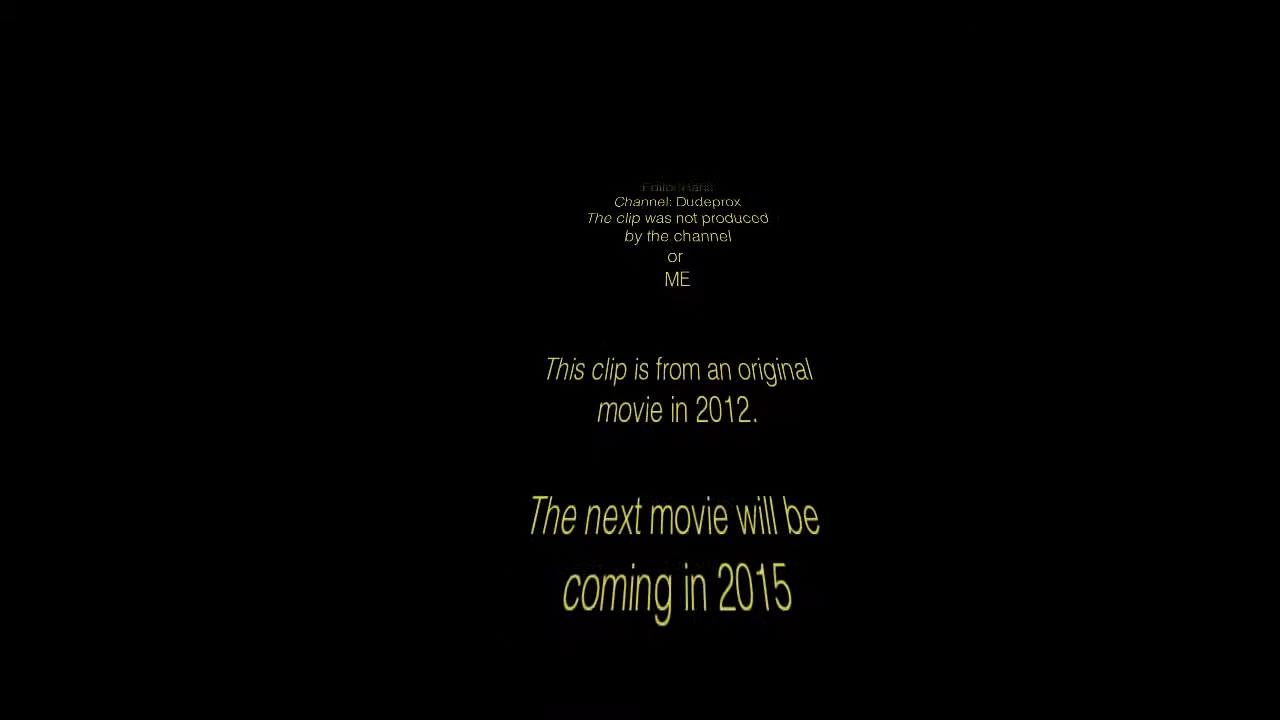 Channel: Dudeprox
The clip was not produced
by the channel
or
ME
This clip is from an original
movie in 2012.
The next movie will be
coming in 2015